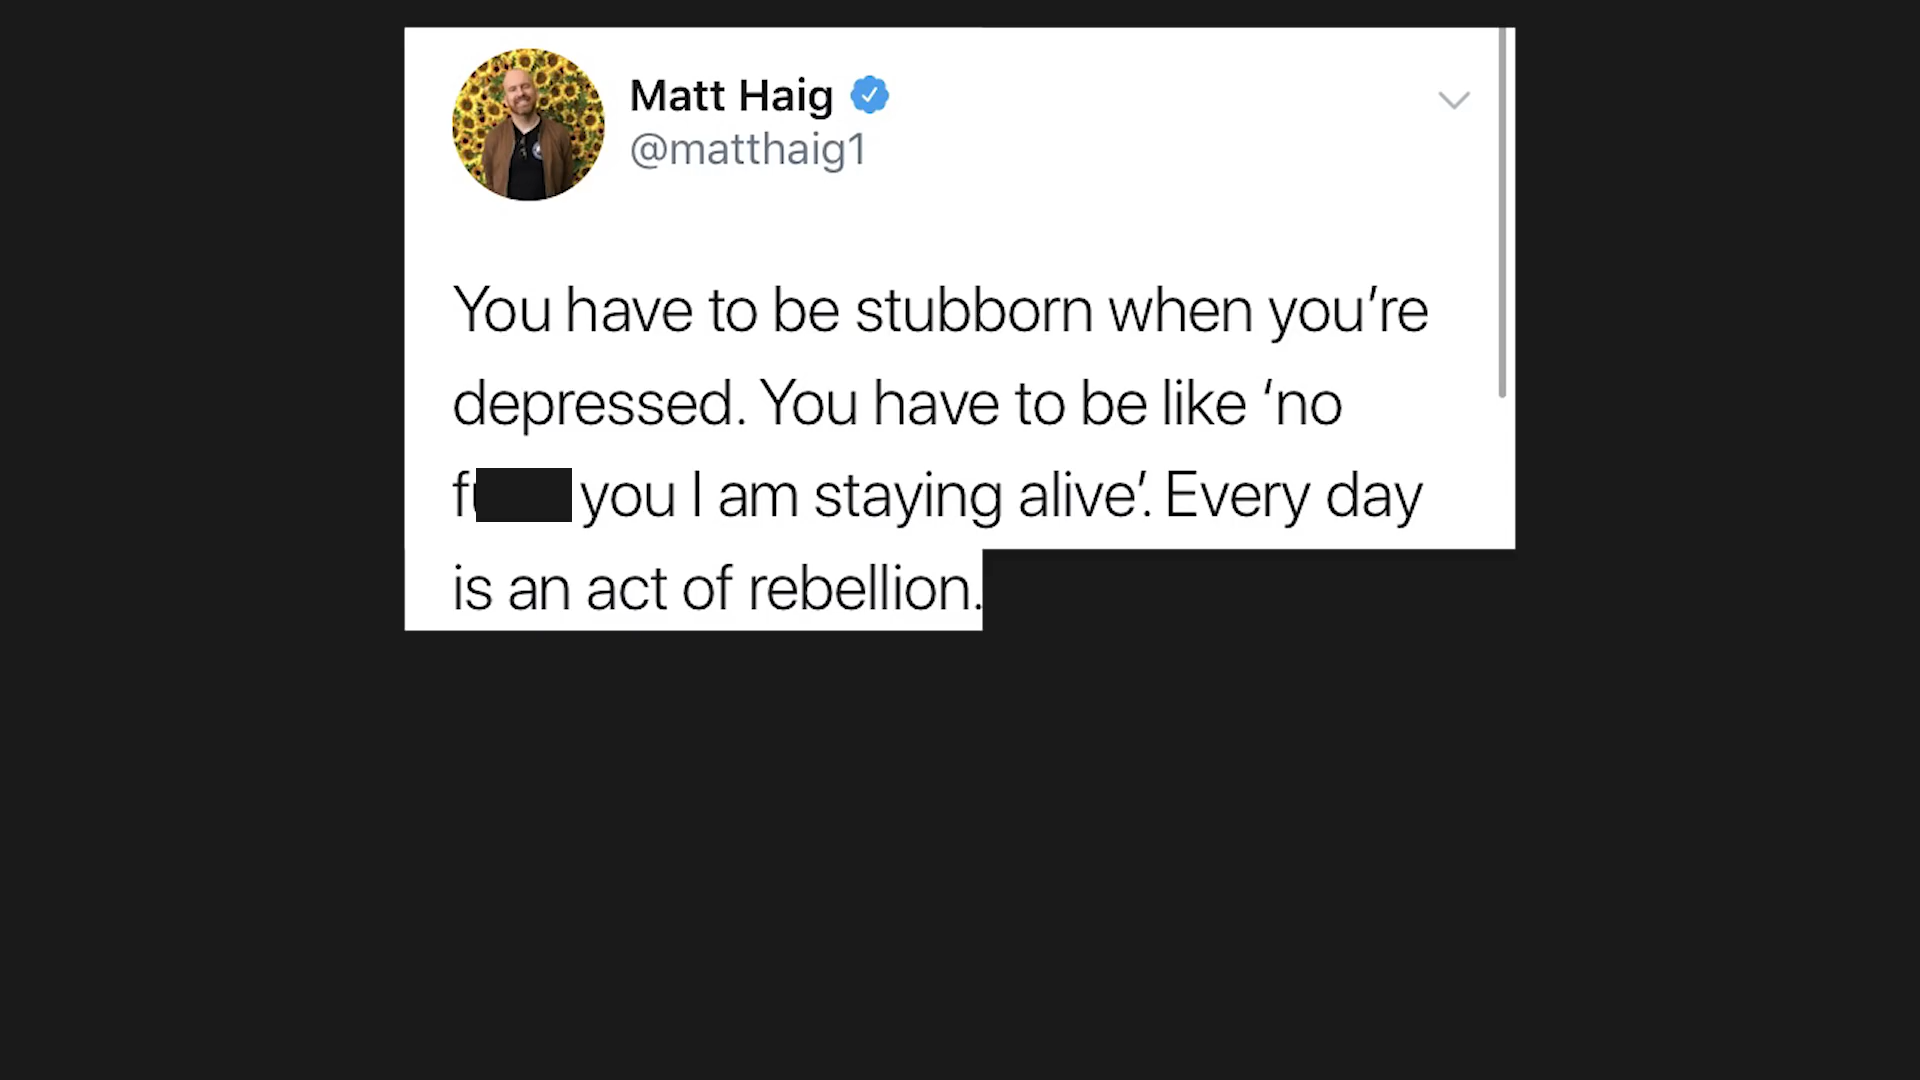 Matt Haig
@matthaig1
You have to be stubborn when you’re
depressed. You have to be like ‘no
you I am staying alive’. Every day
is an act of rebellion.